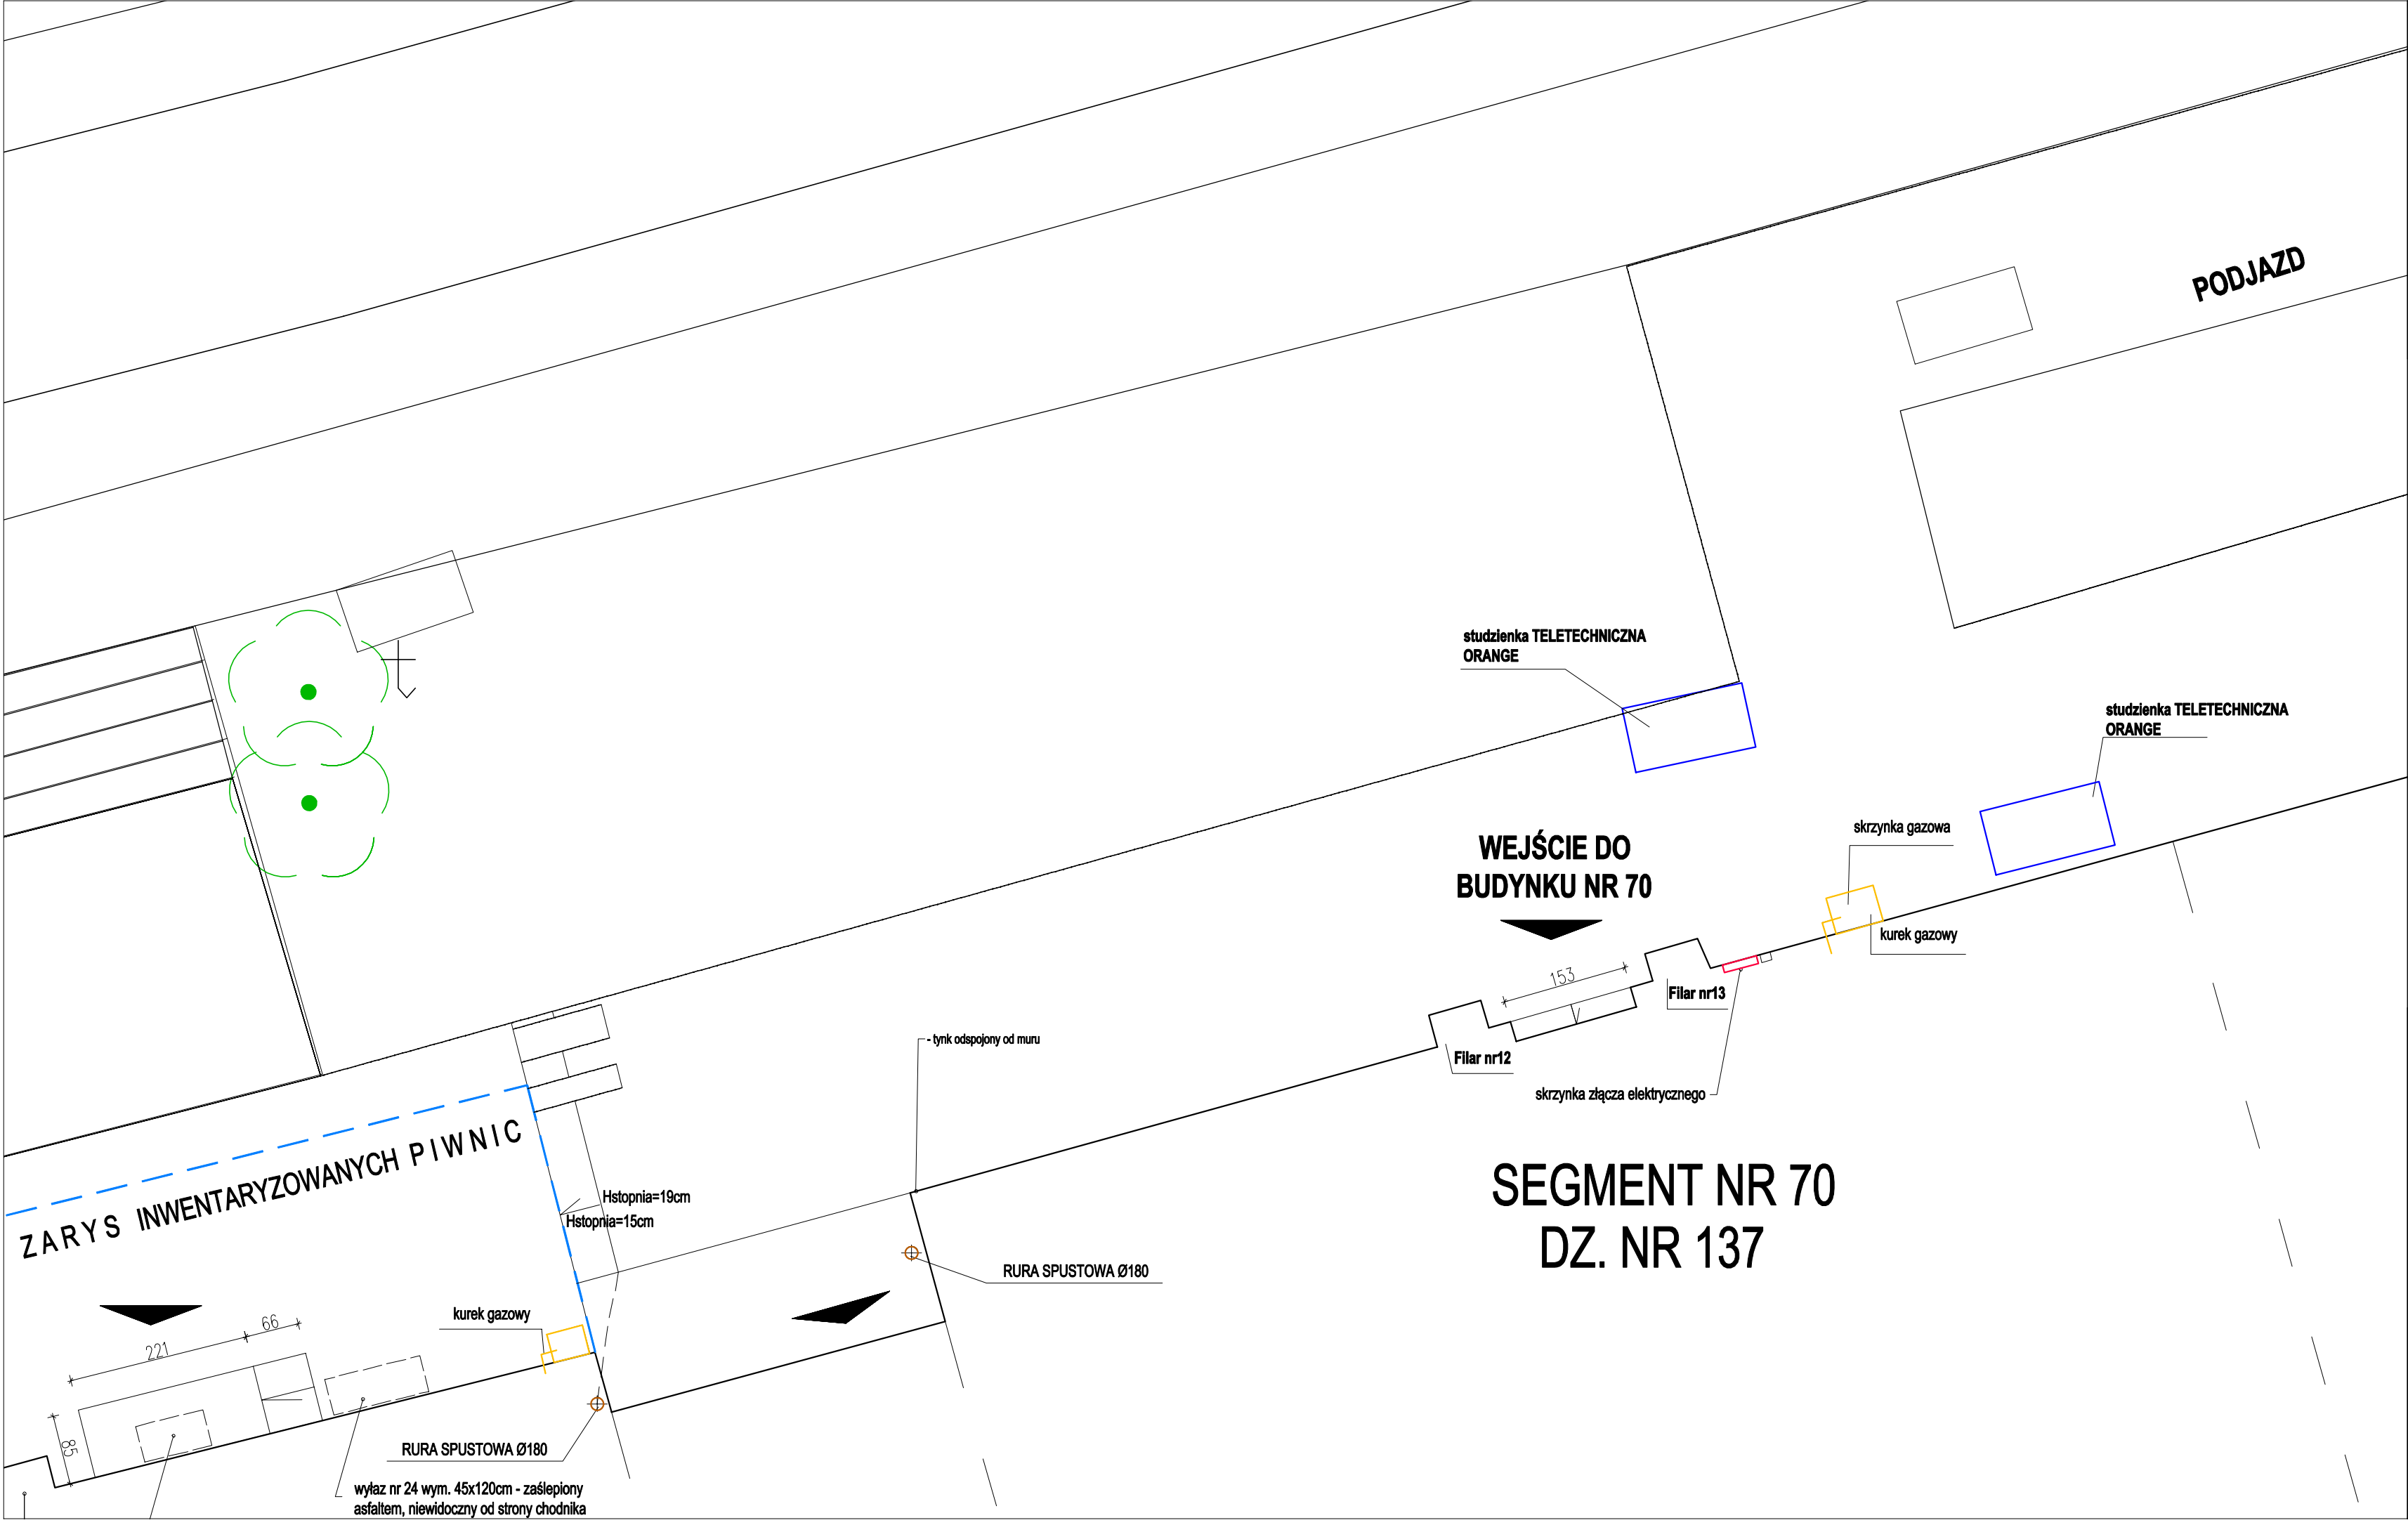 PODJAZD
studzienka TELETECHNICZNA
ORANGE
studzienka TELETECHNICZNA
ORANGE
skrzynka gazowa
WEJŚCIE DO
BUDYNKU NR 70
kurek gazowy
153
Filar nr13
- tynk odspojony od muru
Filar nr12
skrzynka złącza elektrycznego
ZARYS INWENTARYZOWANYCH PIWNIC
SEGMENT NR 70
DZ. NR 137
Hstopnia=19cm
Hstopnia=15cm
RURA SPUSTOWA Ø180
kurek gazowy
66
221
85
RURA SPUSTOWA Ø180
wyłaz nr 24 wym. 45x120cm - zaślepiony
asfaltem, niewidoczny od strony chodnika